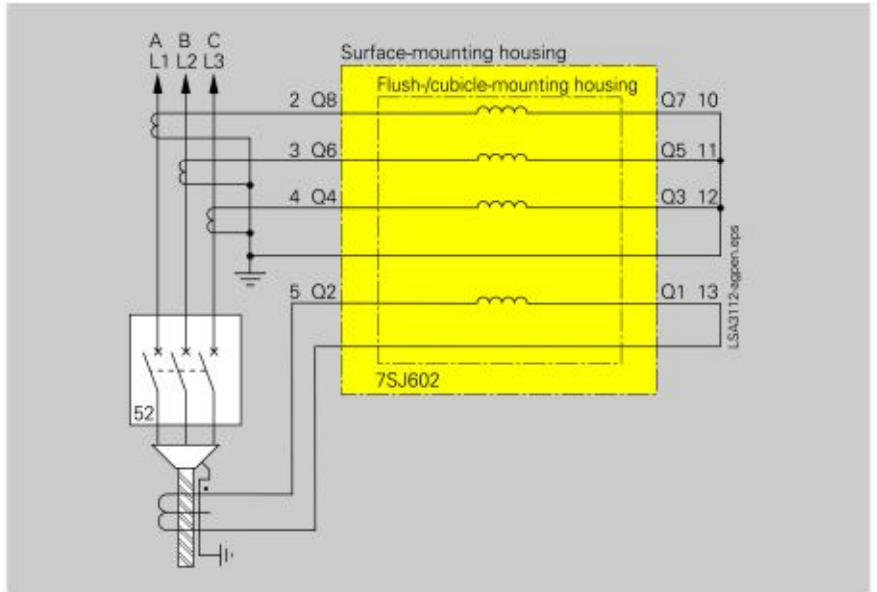 A B C
L1 L2 L3
Surface-mounting housing
Flush-/cubicle-mounting housing
2 Q8
Q7 10
3 Q6
Q5 11
4 Q4
Q3 12
5 Q2
Q1 13
7SJ602
52
LSA3112-agpen.eps